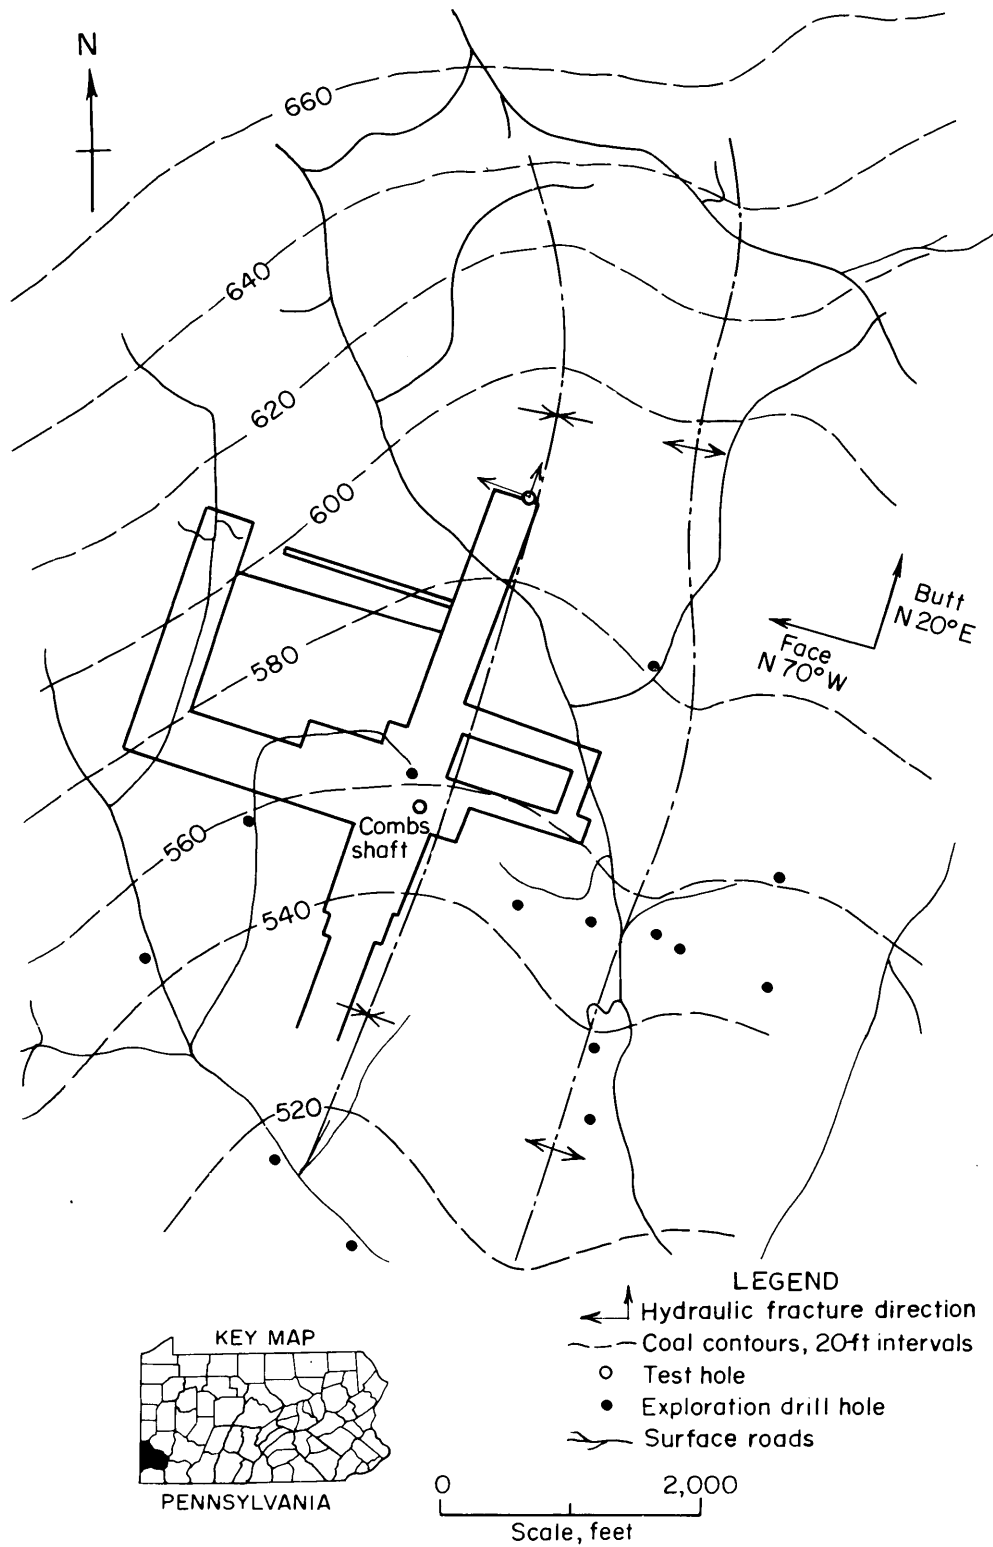 N
660
640
620
600
580
560
540
520
Butt
N 20° E
Face
N 70° W
Combs
shaft
LEGEND
Hydraulic fracture direction
Coal contours, 20-ft intervals
Test hole
Exploration drill hole
Surface roads
KEY MAP
PENNSYLVANIA
0 2,000
Scale, feet